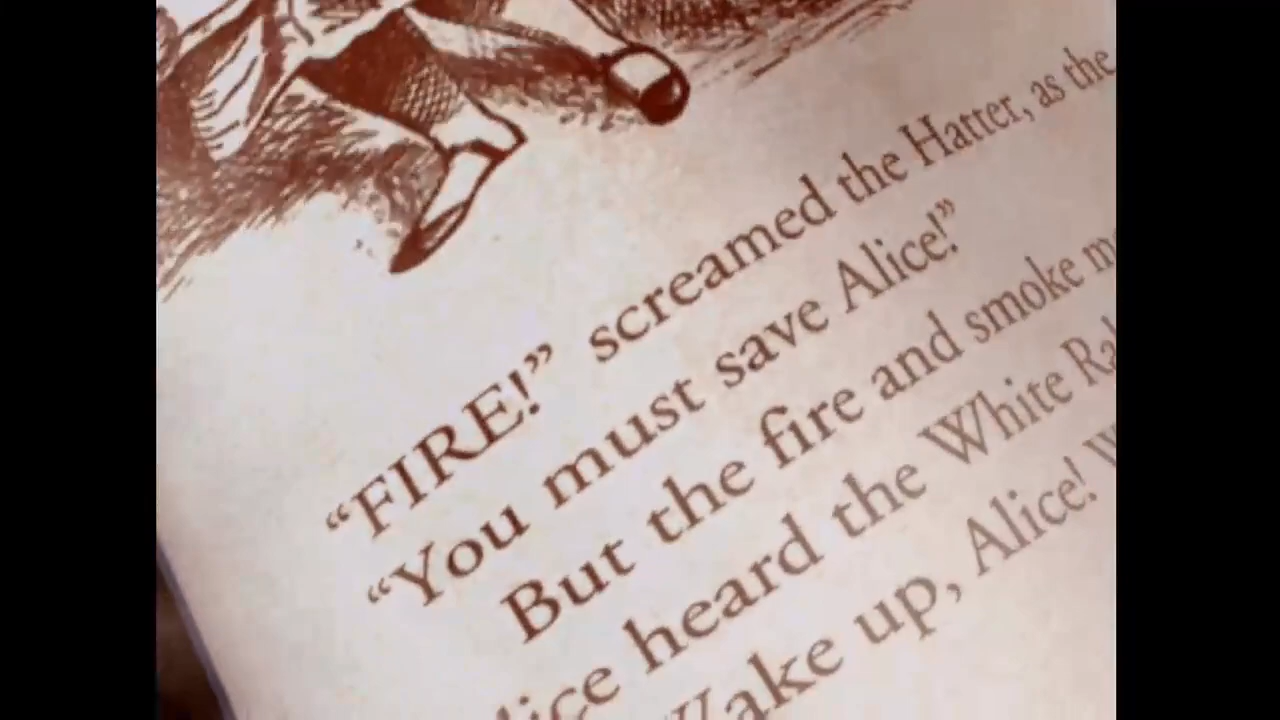 “FIRE!” screamed the Hatter, as the
“You must save Alice!”
But the fire and smoke
heard the White
Wake up, Alice!